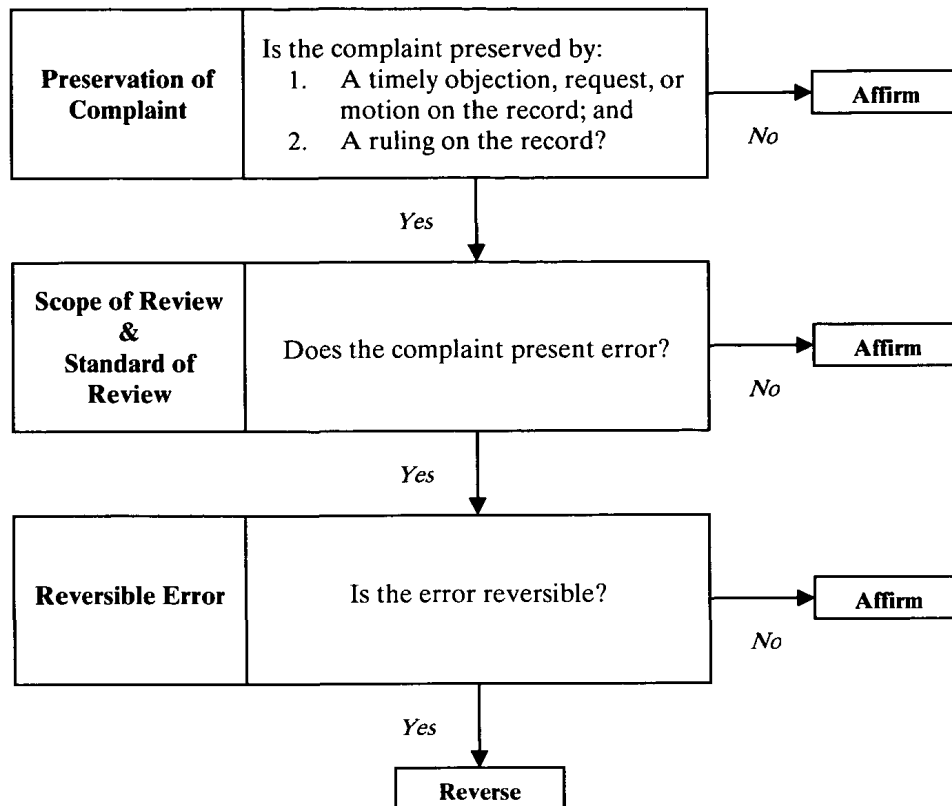 Preservation of
Complaint
Is the complaint preserved by:
1. A timely objection, request, or
motion on the record; and
2. A ruling on the record?
Affirm
No
Yes
Scope of Review
&
Standard of
Review
Does the complaint present error?
Affirm
No
Yes
Reversible Error
Is the error reversible?
Affirm
No
Yes
Reverse